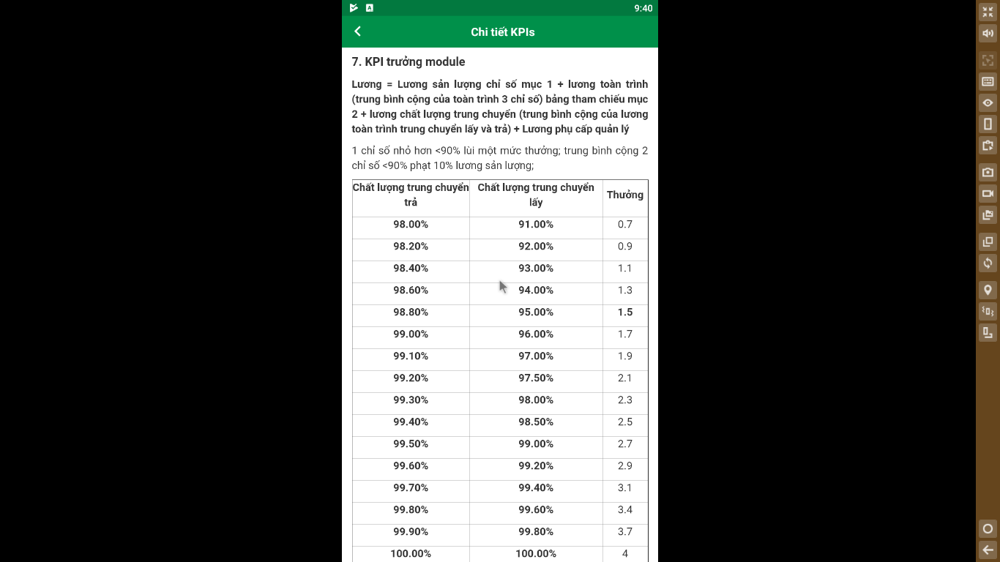 9:40
Chi tiết KPIs
7. KPI trưởng module
Lương = Lương sản lượng chỉ số mục 1 + lương toàn trình
(trung bình cộng của toàn trình 3 chỉ số) bảng tham chiếu mục
2 + lương chất lượng trung chuyển (trung bình cộng của lương
toàn trình trung chuyển lấy và trả) + Lương phụ cấp quản lý
1 chỉ số nhỏ hơn <90% lùi một mức thưởng; trung bình cộng 2
chỉ số <90% phạt 10% lương sản lượng;
Chất lượng trung chuyển trả Chất lượng trung chuyển lấy Thưởng
98.00% 91.00% 0.7
98.20% 92.00% 0.9
98.40% 93.00% 1.1
98.60% 94.00% 1.3
98.80% 95.00% 1.5
99.00% 96.00% 1.7
99.10% 97.00% 1.9
99.20% 97.50% 2.1
99.30% 98.00% 2.3
99.40% 98.50% 2.5
99.50% 99.00% 2.7
99.60% 99.20% 2.9
99.70% 99.40% 3.1
99.80% 99.60% 3.4
99.90% 99.80% 3.7
100.00% 100.00% 4